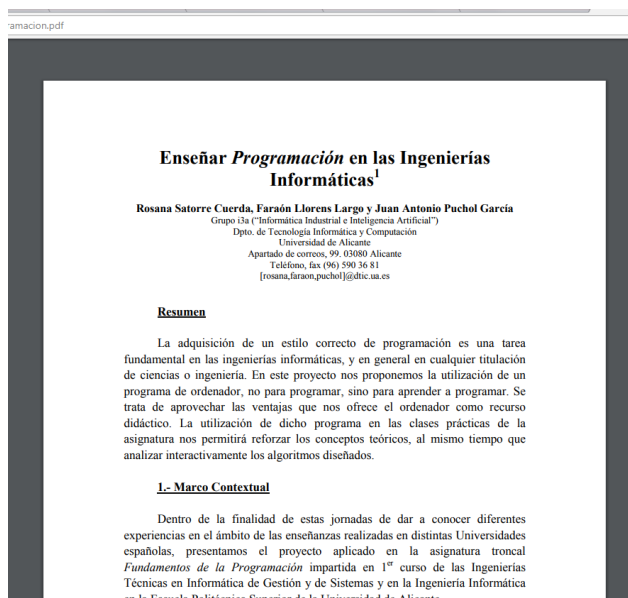 ramacion.pdf
Enseñar Programación en las Ingenierías
Informáticas1
Rosana Satorre Cuerda, Faraón Llorens Largo y Juan Antonio Puchol García
Grupo i3a ("Informática Industrial e Inteligencia Artificial")
Dpto. de Tecnología Informática y Computación
Universidad de Alicante
Apartado de correos, 99. 03080 Alicante
Teléfono, fax (96) 590 36 81
[rosana,faraon,puchol]@dtic.ua.es
Resumen
La adquisición de un estilo correcto de programación es una tarea
fundamental en las ingenierías informáticas, y en general en cualquier titulación
de ciencias o ingeniería. En este proyecto nos proponemos la utilización de un
programa de ordenador, no para programar, sino para aprender a programar. Se
trata de aprovechar las ventajas que nos ofrece el ordenador como recurso
didáctico. La utilización de dicho programa en las clases prácticas de la
asignatura nos permitirá reforzar los conceptos teóricos, al mismo tiempo que
analizar interactivamente los algoritmos diseñados.
1.- Marco Contextual
Dentro de la finalidad de estas jornadas de dar a conocer diferentes
experiencias en el ámbito de las enseñanzas realizadas en distintas Universidades
españolas, presentamos el proyecto aplicado en la asignatura troncal
Fundamentos de la Programación impartida en 1er curso de las Ingenierías
Técnicas en Informática de Gestión y de Sistemas y en la Ingeniería Informática
en la Escuela Politécnica Superior de la Universidad de Alicante